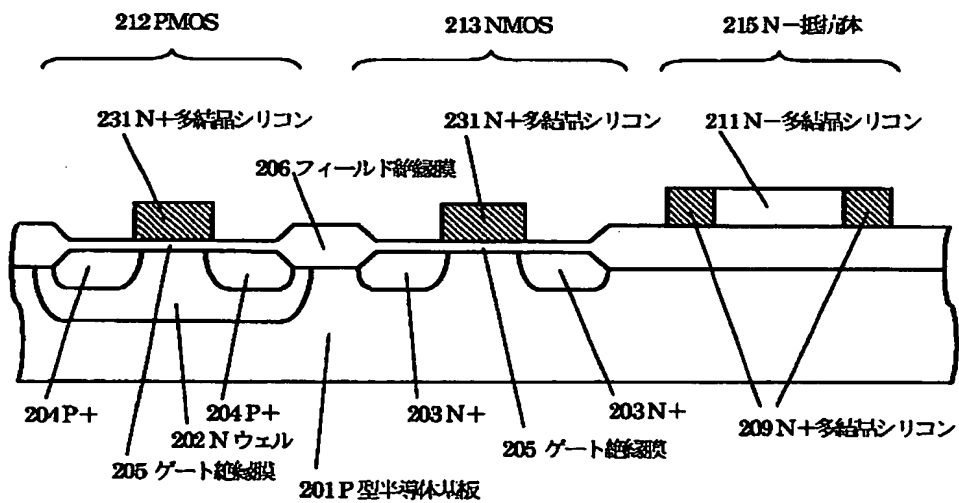 212 PMOS
213 NMOS
215 N−抵抗体
231 N+多結晶シリコン
231 N+多結晶シリコン
211 N−多結晶シリコン
206 フィールド絶縁膜
204 P+
204 P+
203 N+
203 N+
202 N ウェル
205 ゲート絶縁膜
205 ゲート絶縁膜
209 N+多結晶シリコン
201 P 型半導体基板